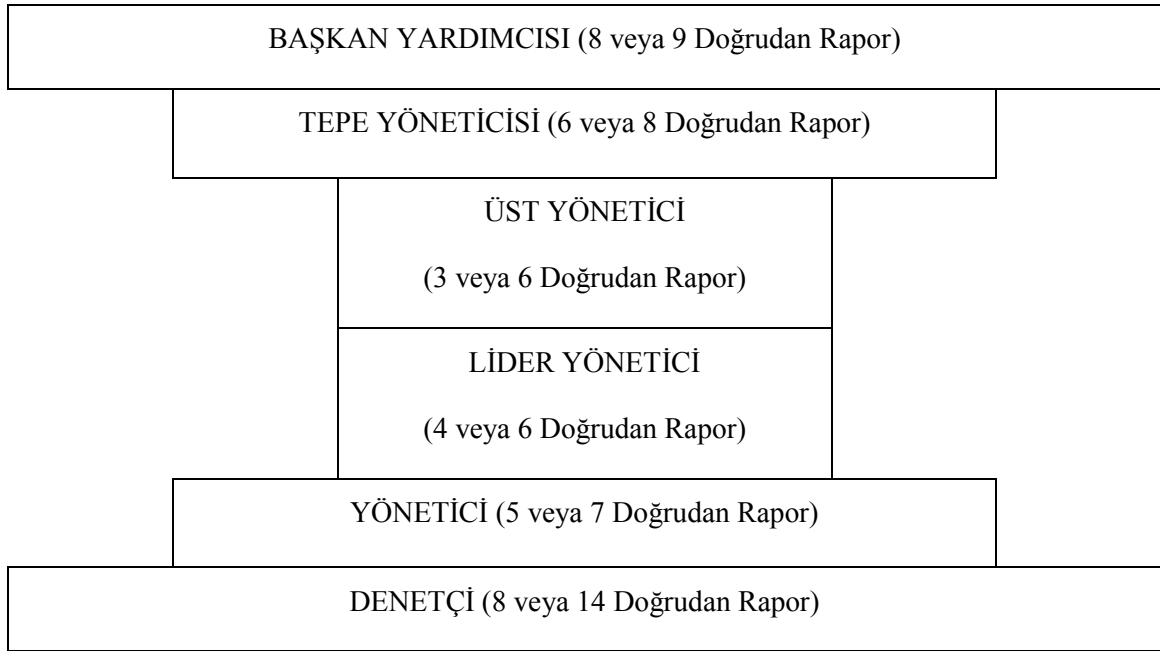 BAŞKAN YARDIMCISI (8 veya 9 Doğrudan Rapor)
TEPE YÖNETİCİSİ (6 veya 8 Doğrudan Rapor)
ÜST YÖNETİCİ
(3 veya 6 Doğrudan Rapor)
LİDER YÖNETİCİ
(4 veya 6 Doğrudan Rapor)
YÖNETİCİ (5 veya 7 Doğrudan Rapor)
DENETÇİ (8 veya 14 Doğrudan Rapor)